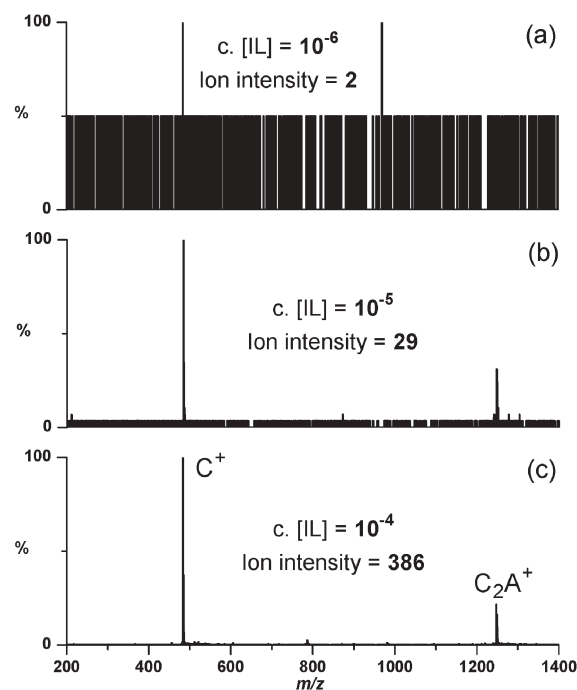 (a)
c. [IL] = 10⁻⁶
Ion intensity = 2
100
%
0
(b)
c. [IL] = 10⁻⁵
Ion intensity = 29
100
%
0
(c)
C⁺
c. [IL] = 10⁻⁴
Ion intensity = 386
C₂A⁺
100
%
0
200 400 600 800 1000 1200 1400
m/z